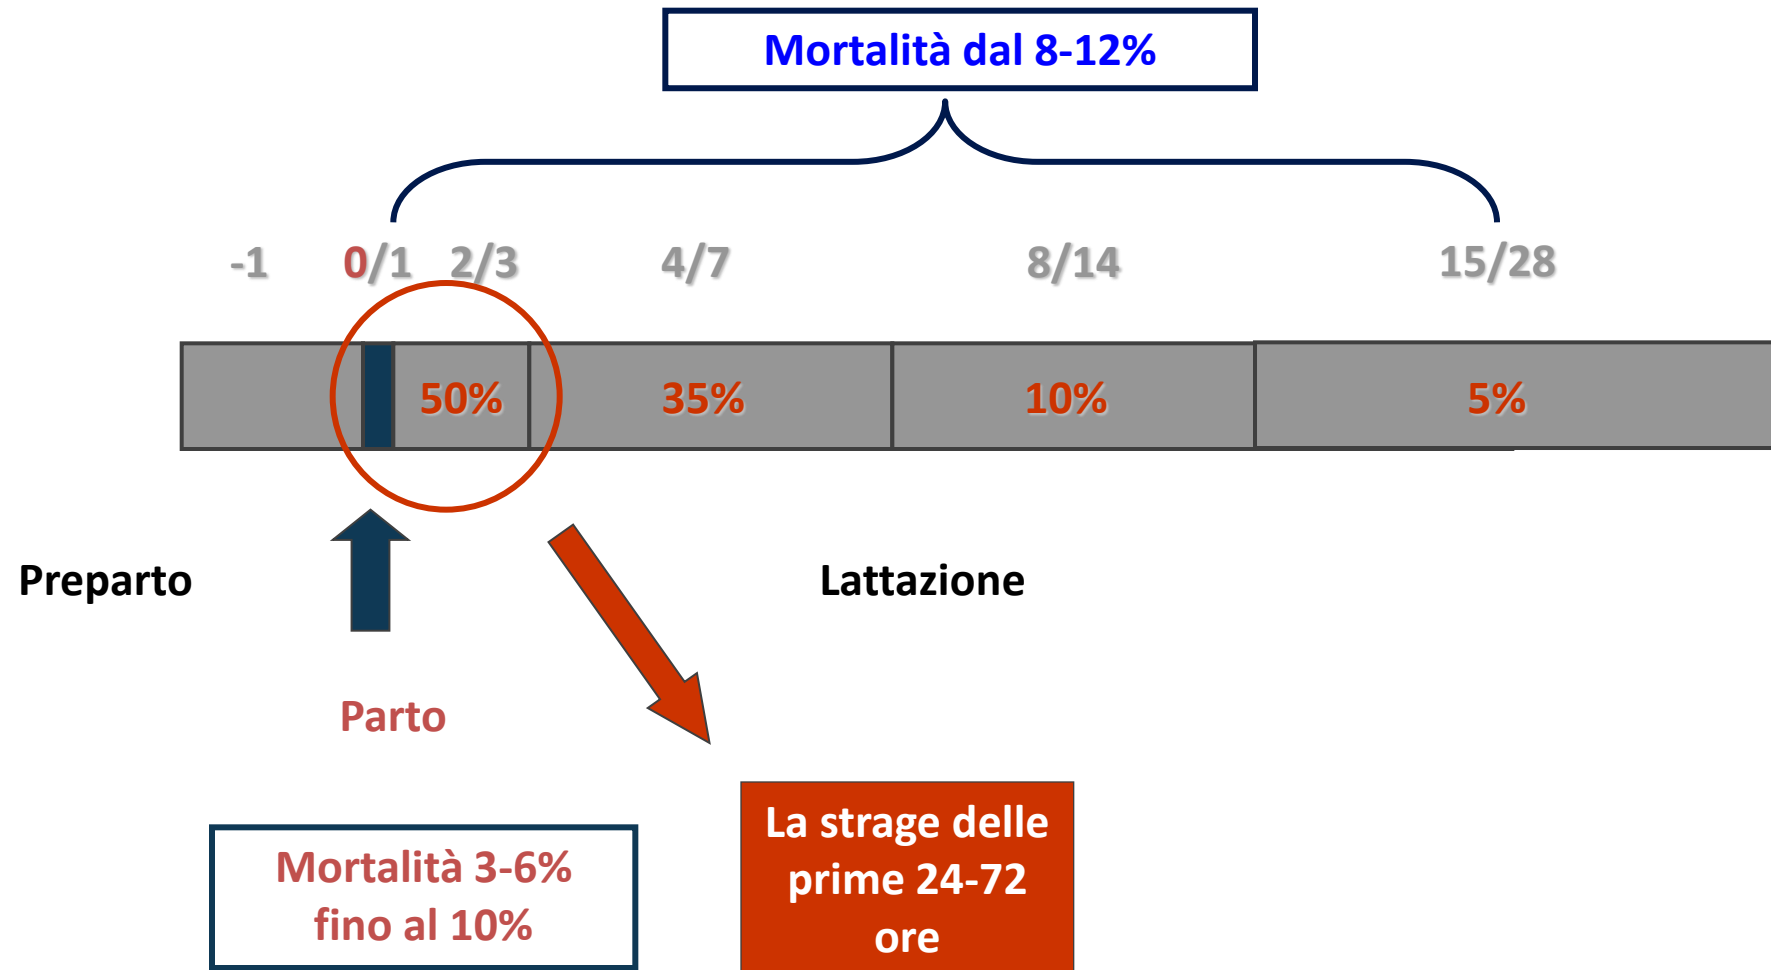 Mortalità dal 8-12%
-1 0/1 2/3 4/7 8/14 15/28
50% 35% 10% 5%
Preparto
Lattazione
Parto
Mortalità 3-6%
fino al 10%
La strage delle
prime 24-72
ore